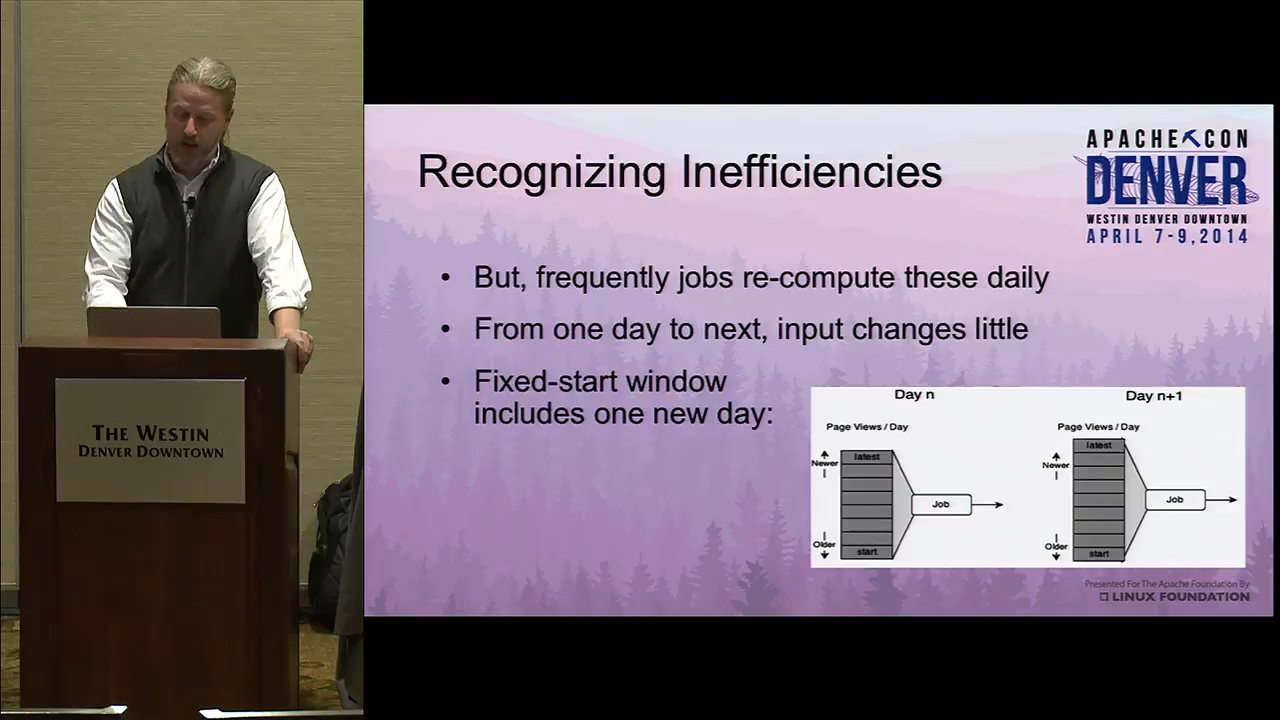 THE WESTIN
DENVER DOWNTOWN
APACHE CON
DENVER
WESTIN DENVER DOWNTOWN
APRIL 7-9, 2014
Recognizing Inefficiencies
• But, frequently jobs re-compute these daily
• From one day to next, input changes little
• Fixed-start window
includes one new day:
Day n
Page Views / Day
Newer
latest
Job
Older
start
Day n+1
Page Views / Day
Newer
latest
Job
Older
start
Presented For The Apache Foundation By
LINUX FOUNDATION